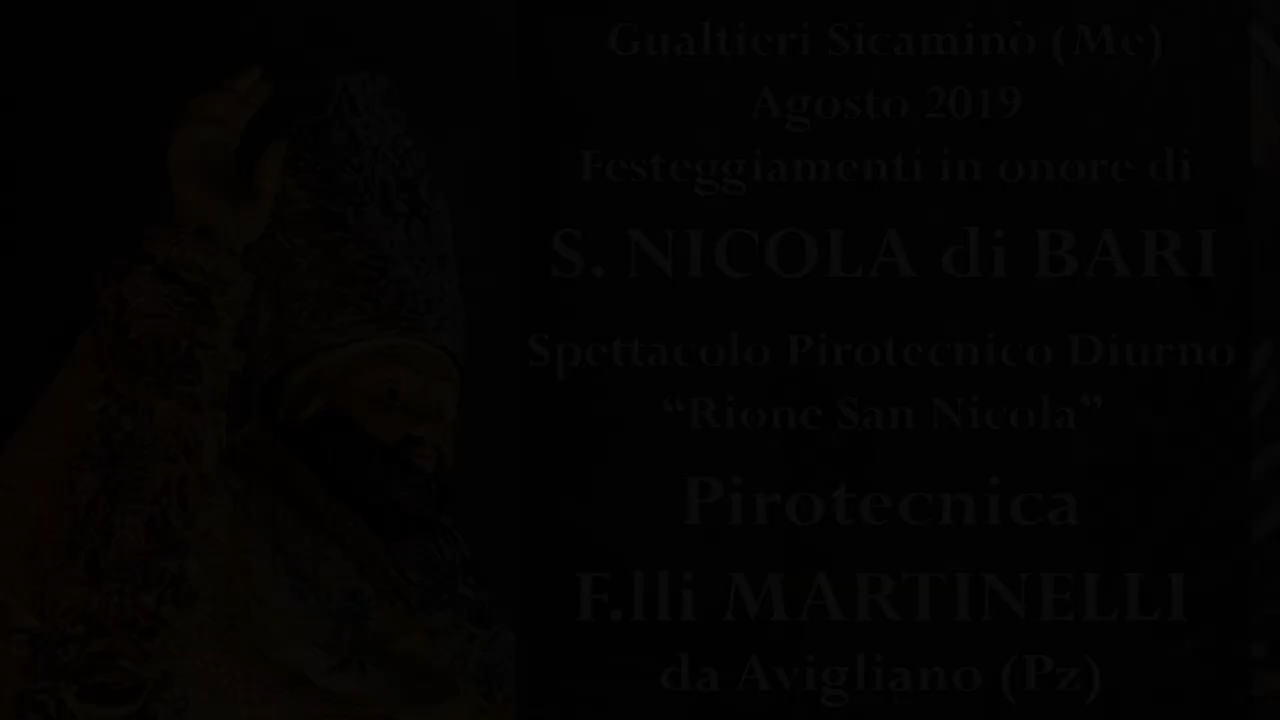 Gualtieri Sicaminò (Me)
Agosto 2019
Festeggiamenti in onore di
S. NICOLA di BARI
Spettacolo Pirotecnico Diurno
“Rione San Nicola”
Pirotecnica
F.lli MARTINELLI
da Avigliano (Pz)